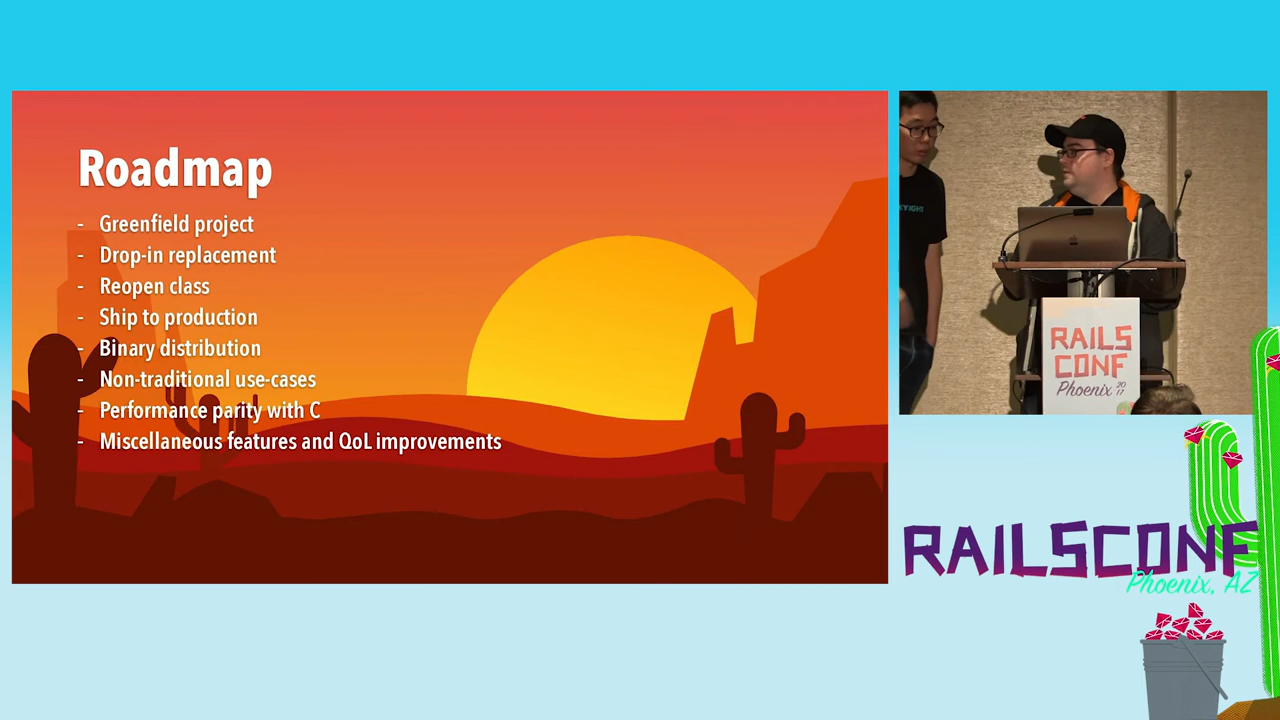 Roadmap
- Greenfield project
- Drop-in replacement
- Reopen class
- Ship to production
- Binary distribution
- Non-traditional use-cases
- Performance parity with C
- Miscellaneous features and QoL improvements
RAILS
CONF
Phoenix 2017
RAILSCONF
Phoenix, AZ